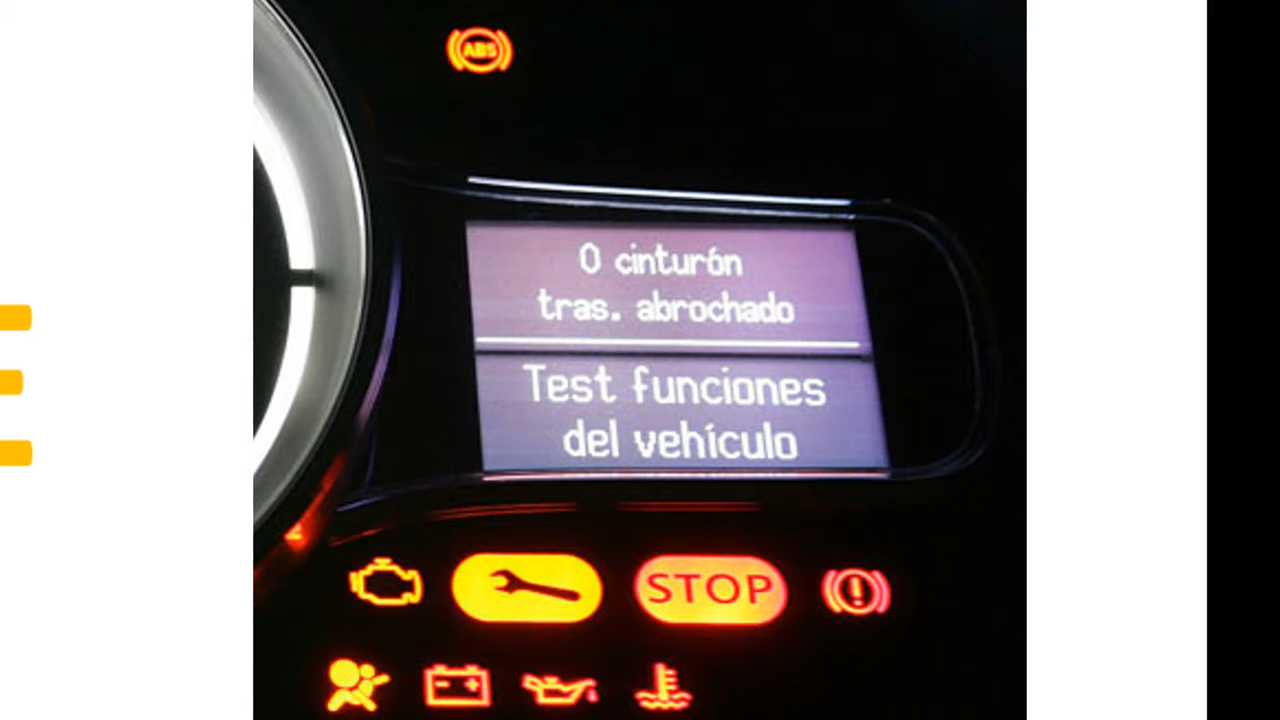 ABS
0 cinturón
tras. abrochado
Test funciones
del vehículo
STOP